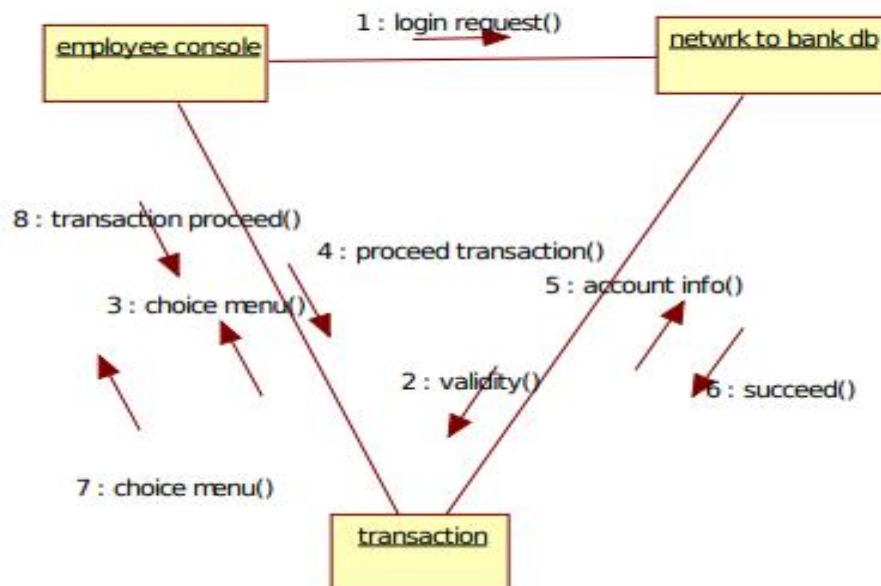 1 : login request()
employee console
netwrk to bank db
8 : transaction proceed()
4 : proceed transaction()
5 : account info()
3 : choice menu()
2 : validity()
6 : succeed()
7 : choice menu()
transaction